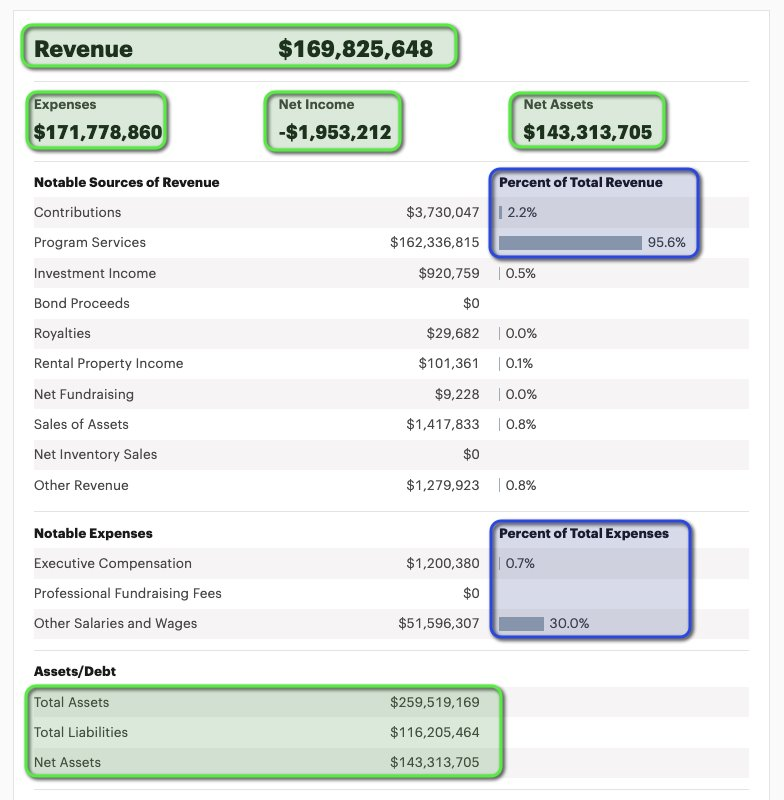 Revenue $169,825,648
Expenses Net Income Net Assets
$171,778,860 -$1,953,212 $143,313,705
Notable Sources of Revenue Percent of Total Revenue
Contributions $3,730,047 2.2%
Program Services $162,336,815 95.6%
Investment Income $920,759 0.5%
Bond Proceeds $0
Royalties $29,682 0.0%
Rental Property Income $101,361 0.1%
Net Fundraising $9,228 0.0%
Sales of Assets $1,417,833 0.8%
Net Inventory Sales $0
Other Revenue $1,279,923 0.8%
Notable Expenses Percent of Total Expenses
Executive Compensation $1,200,380 0.7%
Professional Fundraising Fees $0
Other Salaries and Wages $51,596,307 30.0%
Assets/Debt
Total Assets $259,519,169
Total Liabilities $116,205,464
Net Assets $143,313,705